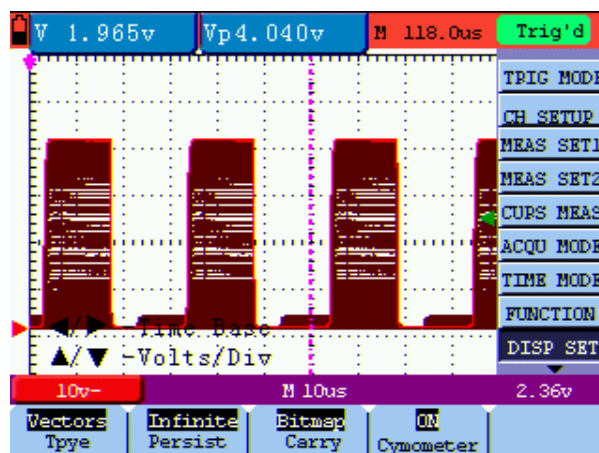 V 1.965v
Vp4.040v
M 118.0us
Trig'd
TRIG MODE
CH SETUP
MEAS SET1
MEAS SET2
CUPS MEAS
ACQU MODE
TIME MODE
FUNCTION
DISP SET
◀/▶ -Time Base
▲/▼ -Volts/Div
10v-
M 10us
2.36v
Vectors
Tpye
Infinite
Persist
Bitmap
Carry
ON
Cymometer